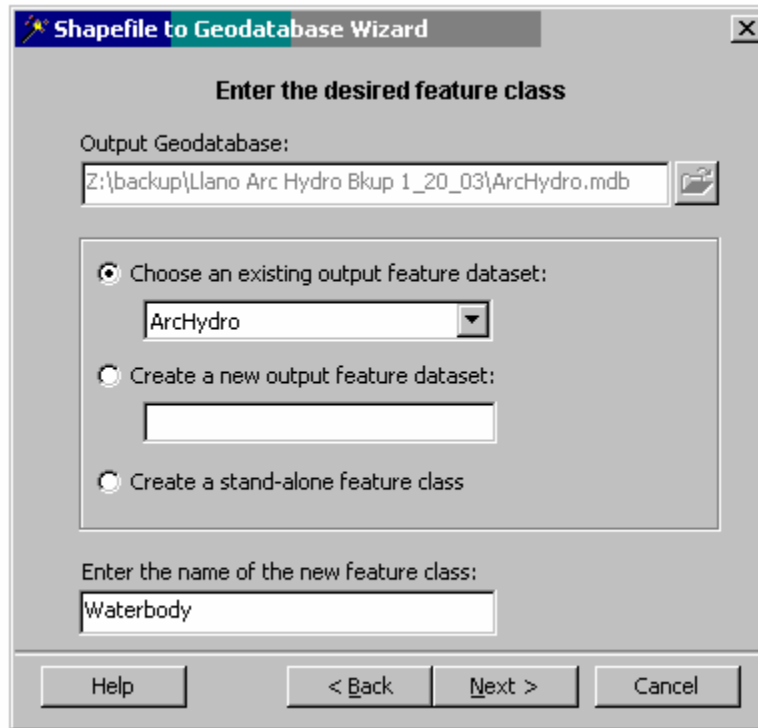 Shapefile to Geodatabase Wizard
Enter the desired feature class
Output Geodatabase:
Z:\backup\Llano Arc Hydro Bkup 1_20_03\ArcHydro.mdb
Choose an existing output feature dataset:
ArcHydro
Create a new output feature dataset:
Create a stand-alone feature class
Enter the name of the new feature class:
Waterbody
Help < Back Next > Cancel